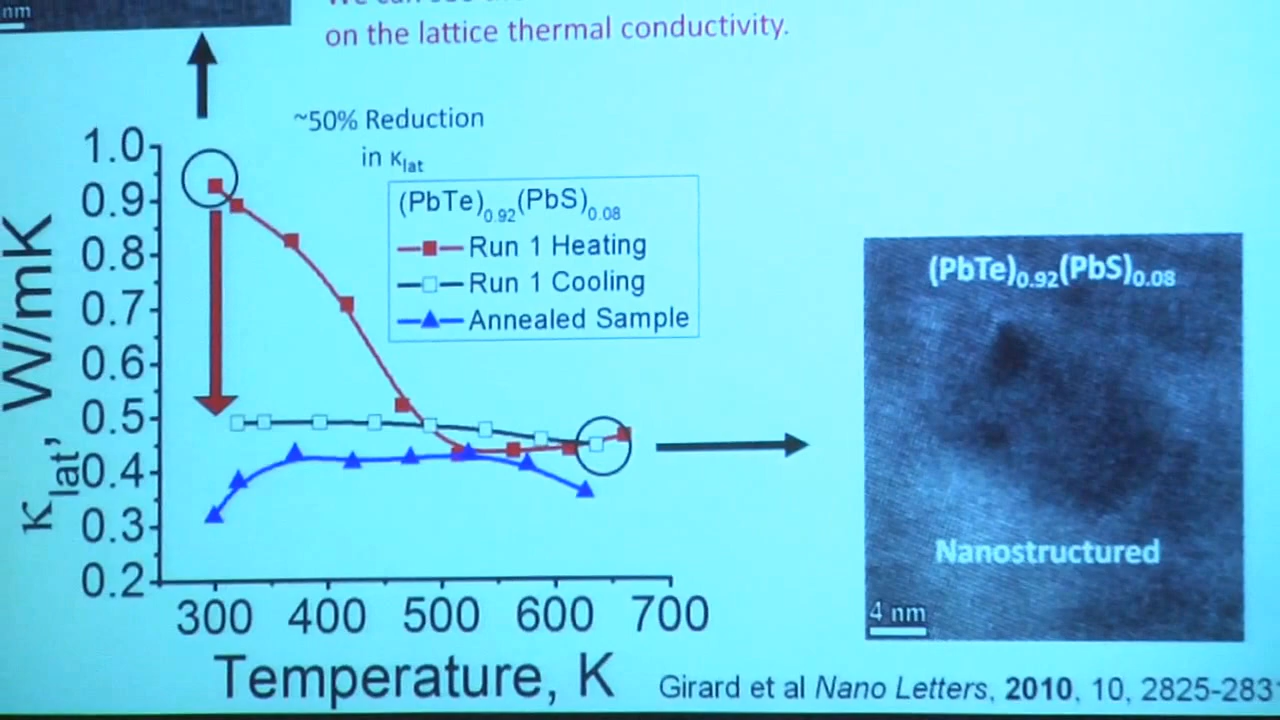 nm
on the lattice thermal conductivity.
~50% Reduction
in κlat
(PbTe)0.92(PbS)0.08
Run 1 Heating
Run 1 Cooling
Annealed Sample
1.0
0.9
0.8
0.7
0.6
0.5
0.4
0.3
0.2
κlat, W/mK
300 400 500 600 700
Temperature, K
(PbTe)0.92(PbS)0.08
Nanostructured
4 nm
Girard et al Nano Letters, 2010, 10, 2825-283